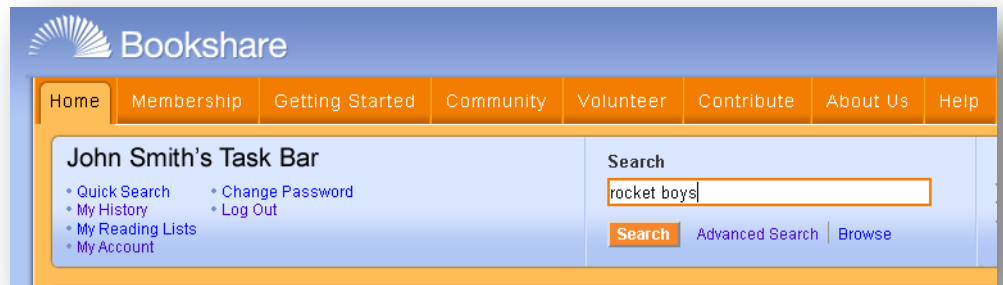 Bookshare
Home Membership Getting Started Community Volunteer Contribute About Us Help
John Smith's Task Bar
• Quick Search • Change Password
• My History • Log Out
• My Reading Lists
• My Account
Search
rocket boys
Search Advanced Search | Browse